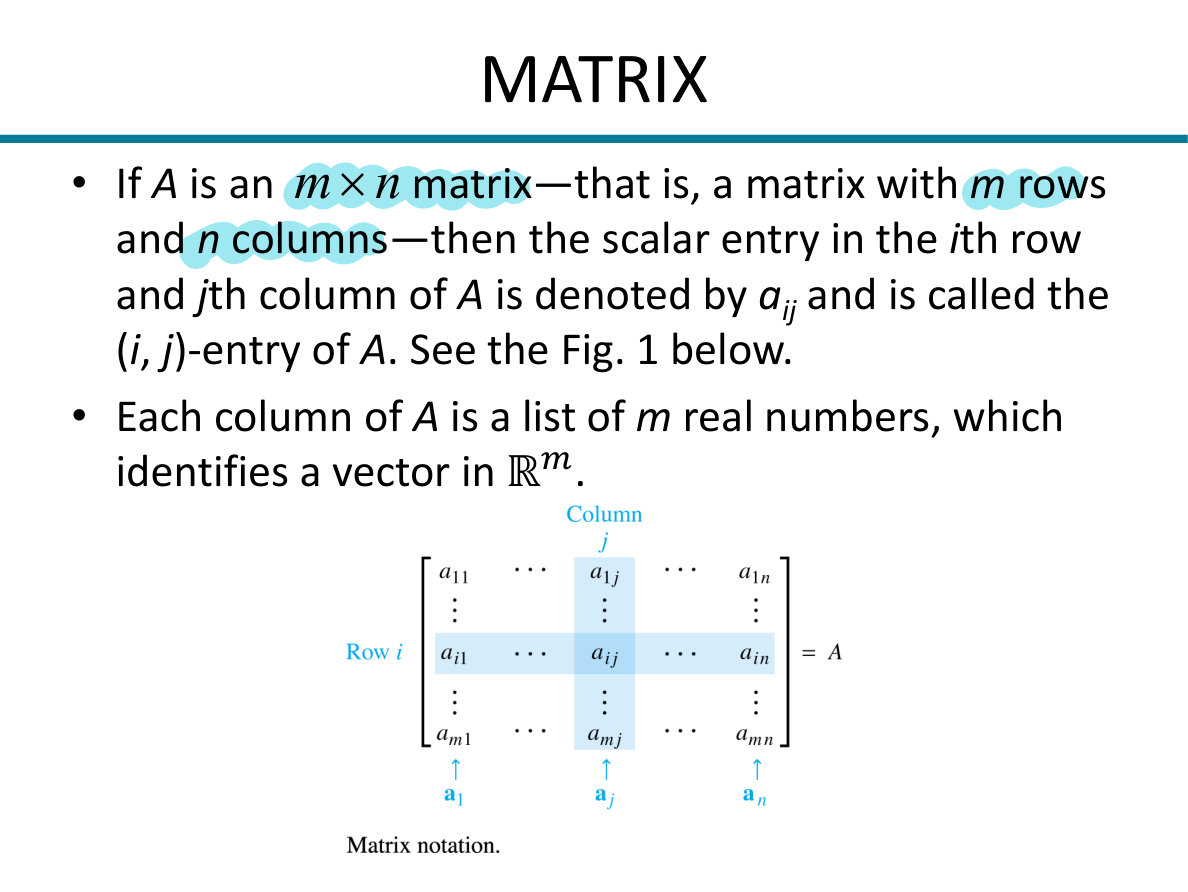 MATRIX
• If A is an m × n matrix—that is, a matrix with m rows
and n columns—then the scalar entry in the ith row
and jth column of A is denoted by aij and is called the
(i, j)-entry of A. See the Fig. 1 below.
• Each column of A is a list of m real numbers, which
identifies a vector in ℝᵐ.
Column
j
a11 ··· a1j ··· a1n
⋮ ⋮ ⋮
Row i ai1 ··· aij ··· ain = A
⋮ ⋮ ⋮
am1 ··· amj ··· amn
↑ ↑ ↑
a1 aj an
Matrix notation.